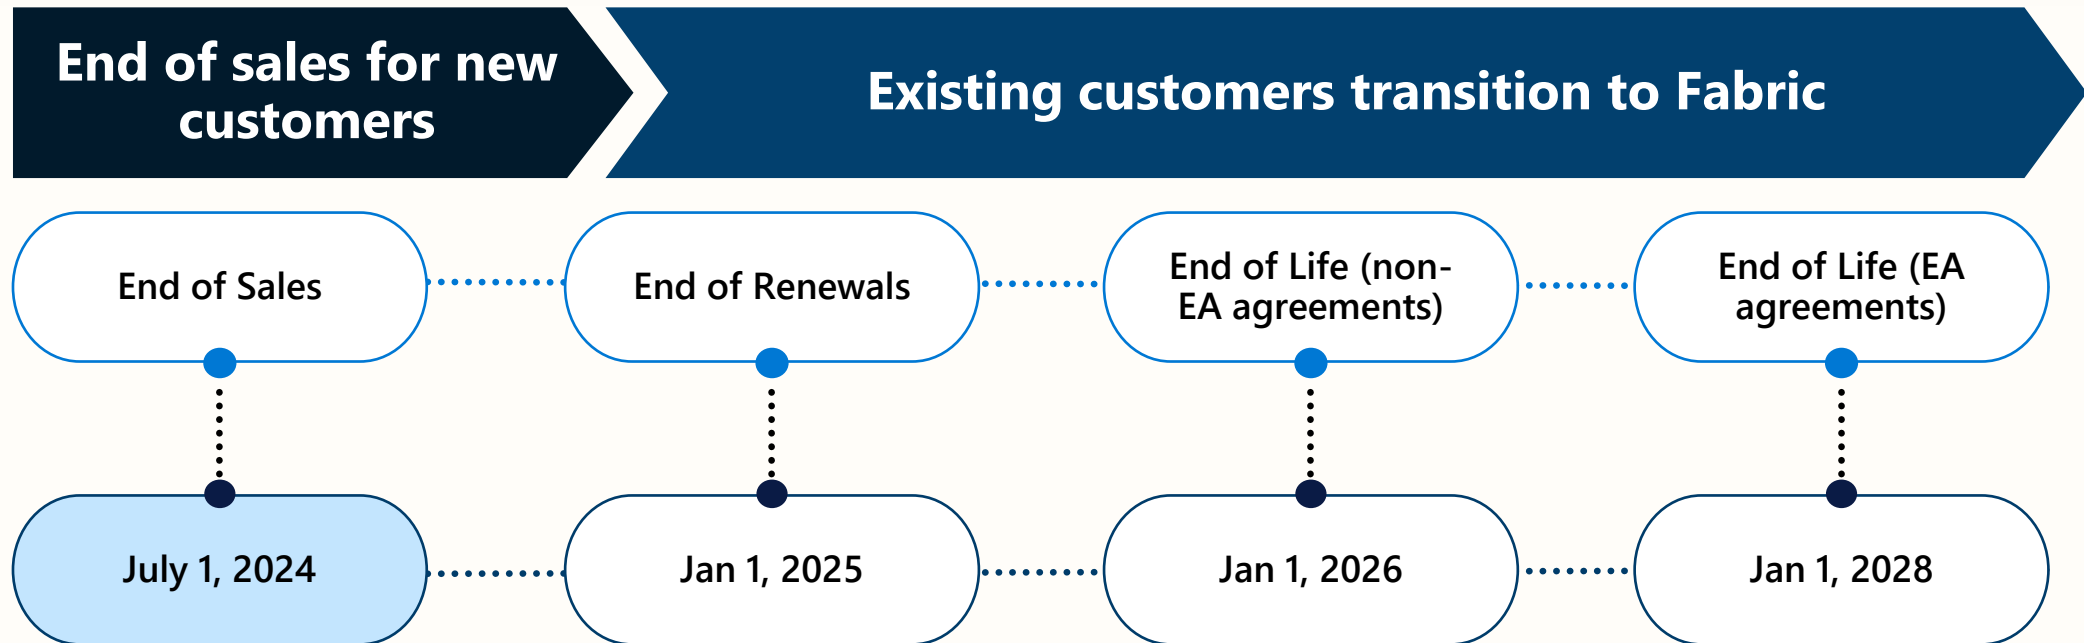 End of sales for new
customers
Existing customers transition to Fabric
End of Sales
End of Renewals
End of Life (non-
EA agreements)
End of Life (EA
agreements)
July 1, 2024
Jan 1, 2025
Jan 1, 2026
Jan 1, 2028